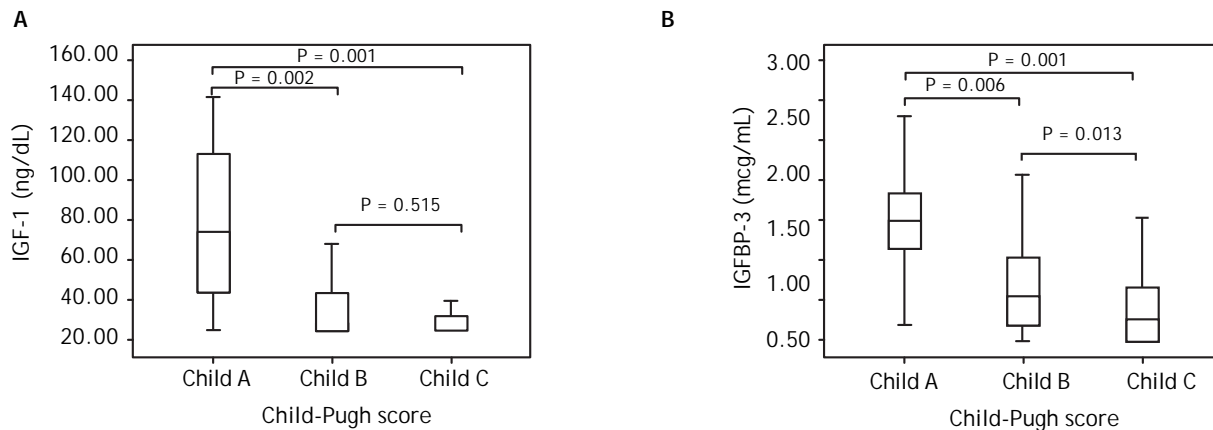 A
IGF-1 (ng/dL)
160.00
140.00
120.00
100.00
80.00
60.00
40.00
20.00
P = 0.001
P = 0.002
P = 0.515
Child A Child B Child C
Child-Pugh score
B
IGFBP-3 (mcg/mL)
3.00
2.50
2.00
1.50
1.00
0.50
P = 0.001
P = 0.006
P = 0.013
Child A Child B Child C
Child-Pugh score